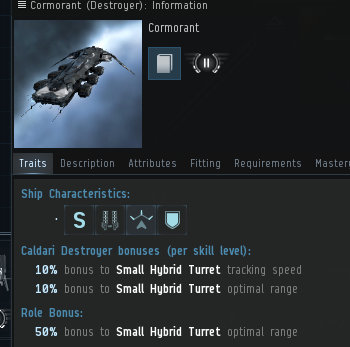 Cormorant (Destroyer): Information
Cormorant
Traits Description Attributes Fitting Requirements Master
Ship Characteristics:
· S
Caldari Destroyer bonuses (per skill level):
10% bonus to Small Hybrid Turret tracking speed
10% bonus to Small Hybrid Turret optimal range
Role Bonus:
50% bonus to Small Hybrid Turret optimal range